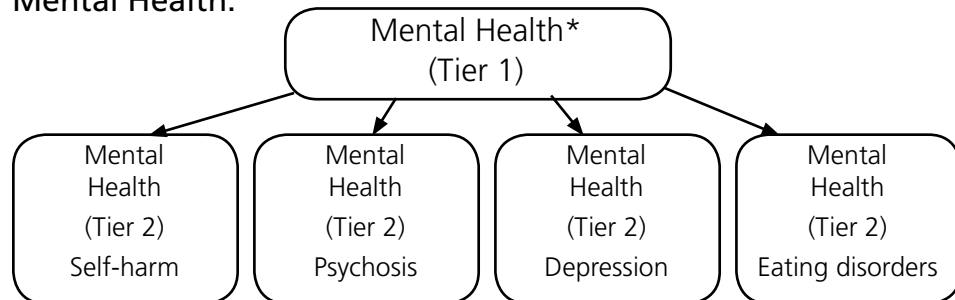 Mental Health:
Mental Health*
(Tier 1)
Mental
Health
(Tier 2)
Self-harm
Mental
Health
(Tier 2)
Psychosis
Mental
Health
(Tier 2)
Depression
Mental
Health
(Tier 2)
Eating disorders